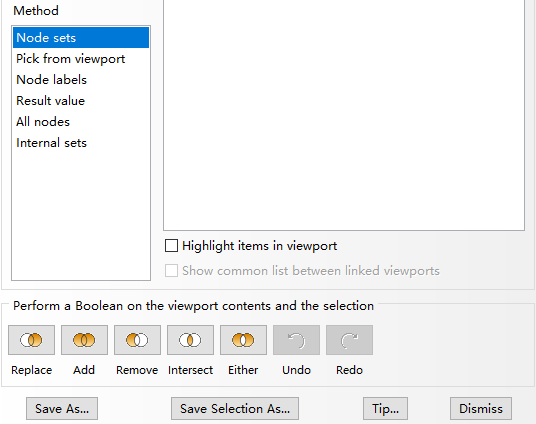 Method
Node sets
Pick from viewport
Node labels
Result value
All nodes
Internal sets
Highlight items in viewport
Show common list between linked viewports
Perform a Boolean on the viewport contents and the selection
Replace Add Remove Intersect Either Undo Redo
Save As... Save Selection As... Tip... Dismiss